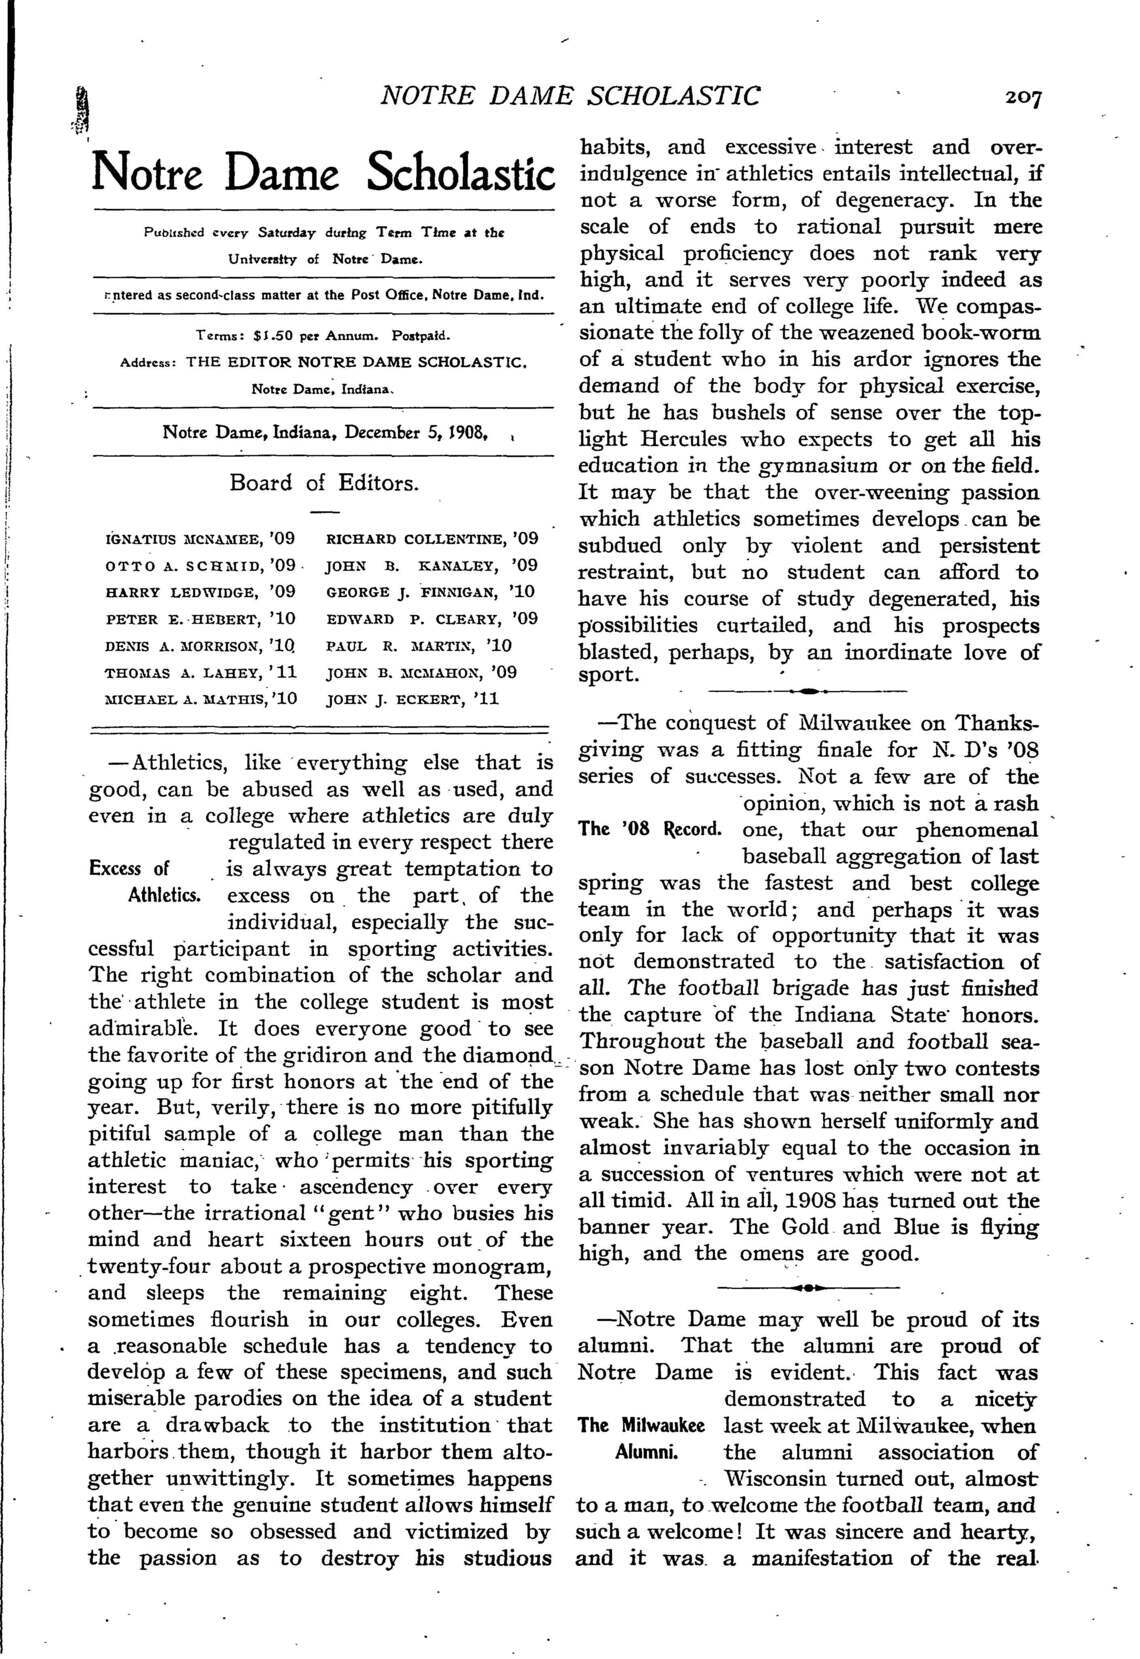 NOTRE DAME SCHOLASTIC 207
Notre Dame Scholastic
Published every Saturday during Term Time at the
University of Notre Dame.
Entered as second-class matter at the Post Office, Notre Dame, Ind.
Terms: $1.50 per Annum. Postpaid.
Address: THE EDITOR NOTRE DAME SCHOLASTIC.
Notre Dame, Indiana.
Notre Dame, Indiana, December 5, 1908,
Board of Editors.
IGNATIUS MCNAMEE, '09 RICHARD COLLENTINE, '09
OTTO A. SCHMID, '09 JOHN B. KANALEY, '09
HARRY LEDWIDGE, '09 GEORGE J. FINNIGAN, '10
PETER E. HEBERT, '10 EDWARD P. CLEARY, '09
DENIS A. MORRISON, '10 PAUL R. MARTIN, '10
THOMAS A. LAHEY, '11 JOHN B. MCMAHON, '09
MICHAEL A. MATHIS, '10 JOHN J. ECKERT, '11
—Athletics, like everything else that is
good, can be abused as well as used, and
even in a college where athletics are duly
regulated in every respect there
Excess of is always great temptation to
Athletics. excess on the part of the
individual, especially the suc-
cessful participant in sporting activities.
The right combination of the scholar and
the athlete in the college student is most
admirable. It does everyone good to see
the favorite of the gridiron and the diamond
going up for first honors at the end of the
year. But, verily, there is no more pitifully
pitiful sample of a college man than the
athletic maniac, who permits his sporting
interest to take ascendency over every
other—the irrational "gent" who busies his
mind and heart sixteen hours out of the
twenty-four about a prospective monogram,
and sleeps the remaining eight. These
sometimes flourish in our colleges. Even
a reasonable schedule has a tendency to
develop a few of these specimens, and such
miserable parodies on the idea of a student
are a drawback to the institution that
harbors them, though it harbor them alto-
gether unwittingly. It sometimes happens
that even the genuine student allows himself
to become so obsessed and victimized by
the passion as to destroy his studious
habits, and excessive interest and over-
indulgence in athletics entails intellectual, if
not a worse form, of degeneracy. In the
scale of ends to rational pursuit mere
physical proficiency does not rank very
high, and it serves very poorly indeed as
an ultimate end of college life. We compas-
sionate the folly of the weazened book-worm
of a student who in his ardor ignores the
demand of the body for physical exercise,
but he has bushels of sense over the top-
light Hercules who expects to get all his
education in the gymnasium or on the field.
It may be that the over-weening passion
which athletics sometimes develops can be
subdued only by violent and persistent
restraint, but no student can afford to
have his course of study degenerated, his
possibilities curtailed, and his prospects
blasted, perhaps, by an inordinate love of
sport.
—The conquest of Milwaukee on Thanks-
giving was a fitting finale for N. D's '08
series of successes. Not a few are of the
opinion, which is not a rash
The '08 Record. one, that our phenomenal
baseball aggregation of last
spring was the fastest and best college
team in the world; and perhaps it was
only for lack of opportunity that it was
not demonstrated to the satisfaction of
all. The football brigade has just finished
the capture of the Indiana State honors.
Throughout the baseball and football sea-
son Notre Dame has lost only two contests
from a schedule that was neither small nor
weak. She has shown herself uniformly and
almost invariably equal to the occasion in
a succession of ventures which were not at
all timid. All in all, 1908 has turned out the
banner year. The Gold and Blue is flying
high, and the omens are good.
—Notre Dame may well be proud of its
alumni. That the alumni are proud of
Notre Dame is evident. This fact was
demonstrated to a nicety
The Milwaukee last week at Milwaukee, when
Alumni. the alumni association of
Wisconsin turned out, almost
to a man, to welcome the football team, and
such a welcome! It was sincere and hearty,
and it was a manifestation of the real